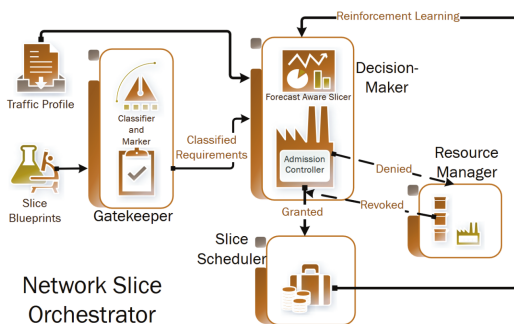 Reinforcement Learning
Traffic Profile
Classifier
and
Marker
Classified
Requirements
Forecast Aware Slicer
Decision-
Maker
Admission
Controller
Slice
Blueprints
Gatekeeper
Denied
Resource
Manager
Revoked
Granted
Slice
Scheduler
Network Slice
Orchestrator